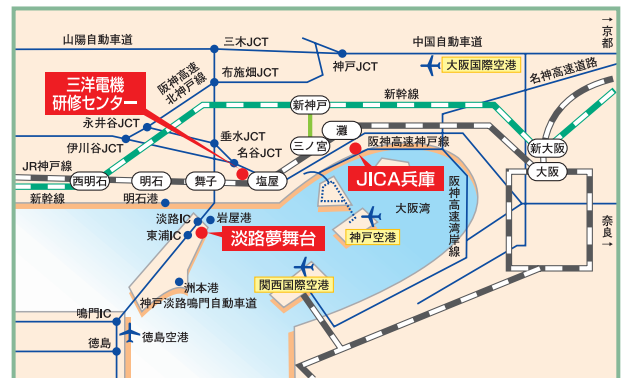 山陽自動車道
三木JCT
中国自動車道
→京都
神戸JCT
大阪国際空港
布施畑JCT
阪神高速
北神戸線
名神高速道路
三洋電機
研修センター
新幹線
新神戸
永井谷JCT
垂水JCT
灘
伊川谷JCT
名谷JCT
三ノ宮
阪神高速神戸線
新大阪
JR神戸線
西明石
明石
舞子
塩屋
JICA兵庫
大阪
新幹線
明石港
阪神高速湾岸線
大阪湾
淡路IC
岩屋港
奈良→
東浦IC
淡路夢舞台
神戸空港
洲本港
関西国際空港
神戸淡路鳴門自動車道
鳴門IC
徳島空港
徳島